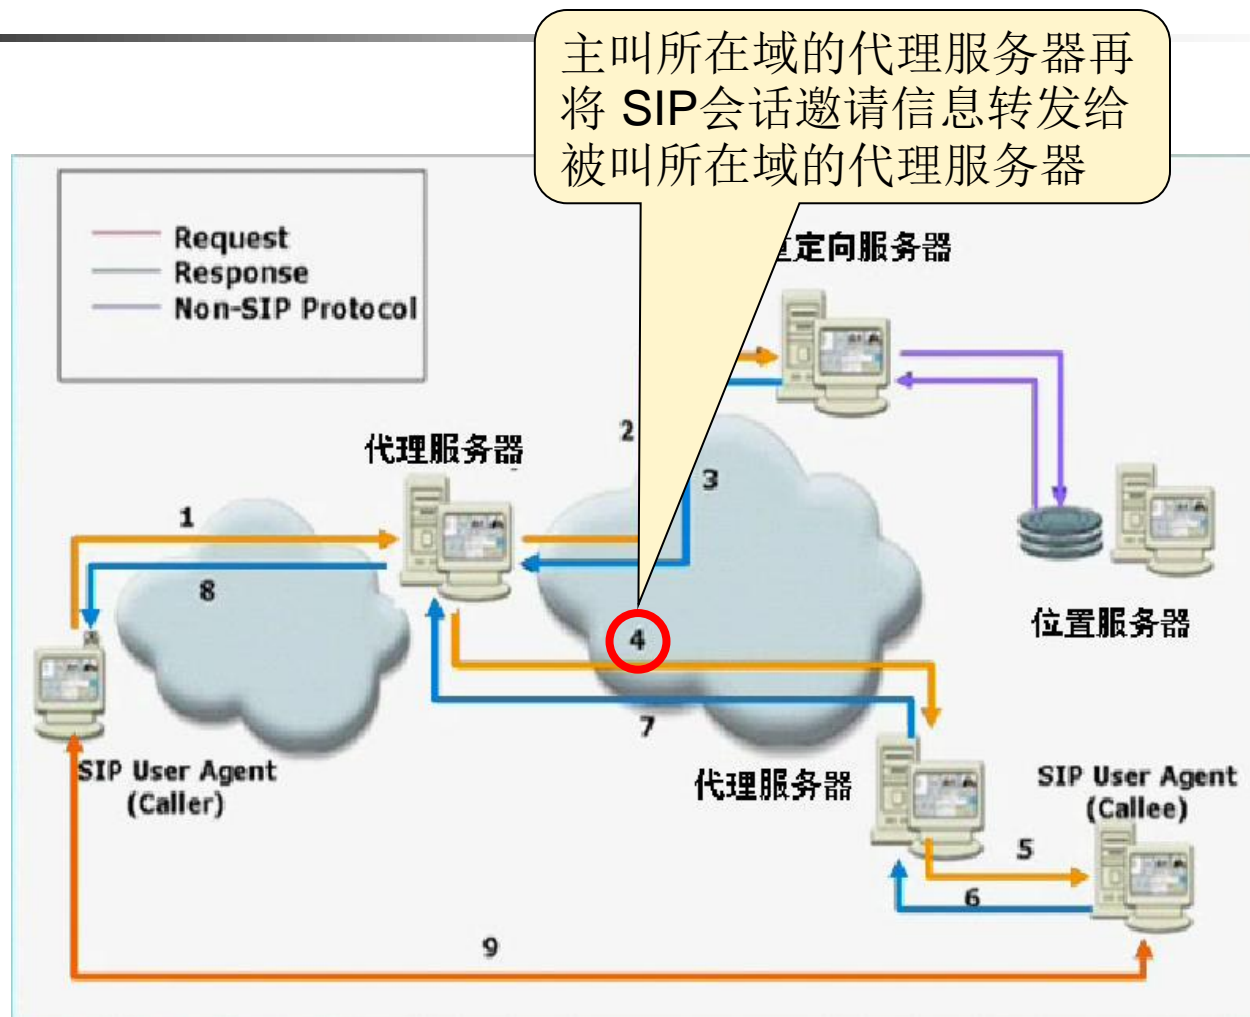 主叫所在域的代理服务器再
将 SIP会话邀请信息转发给
被叫所在域的代理服务器
Request
Response
Non-SIP Protocol
定向服务器
代理服务器
2
3
1
8
位置服务器
4
7
SIP User Agent
(Caller)
代理服务器
SIP User Agent
(Callee)
5
6
9